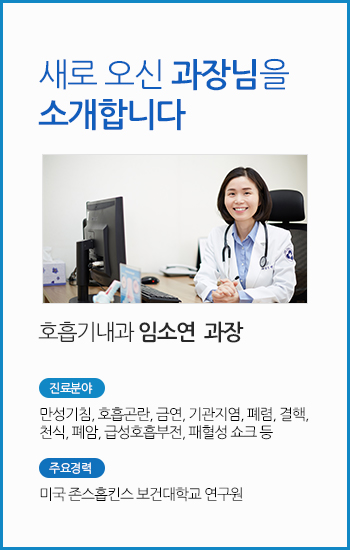 새로 오신 과장님을
소개합니다
호흡기내과 임소연 과장
진료분야
만성기침, 호흡곤란, 금연, 기관지염, 폐렴, 결핵,
천식, 폐암, 급성호흡부전, 패혈성 쇼크 등
주요경력
미국 존스홉킨스 보건대학교 연구원